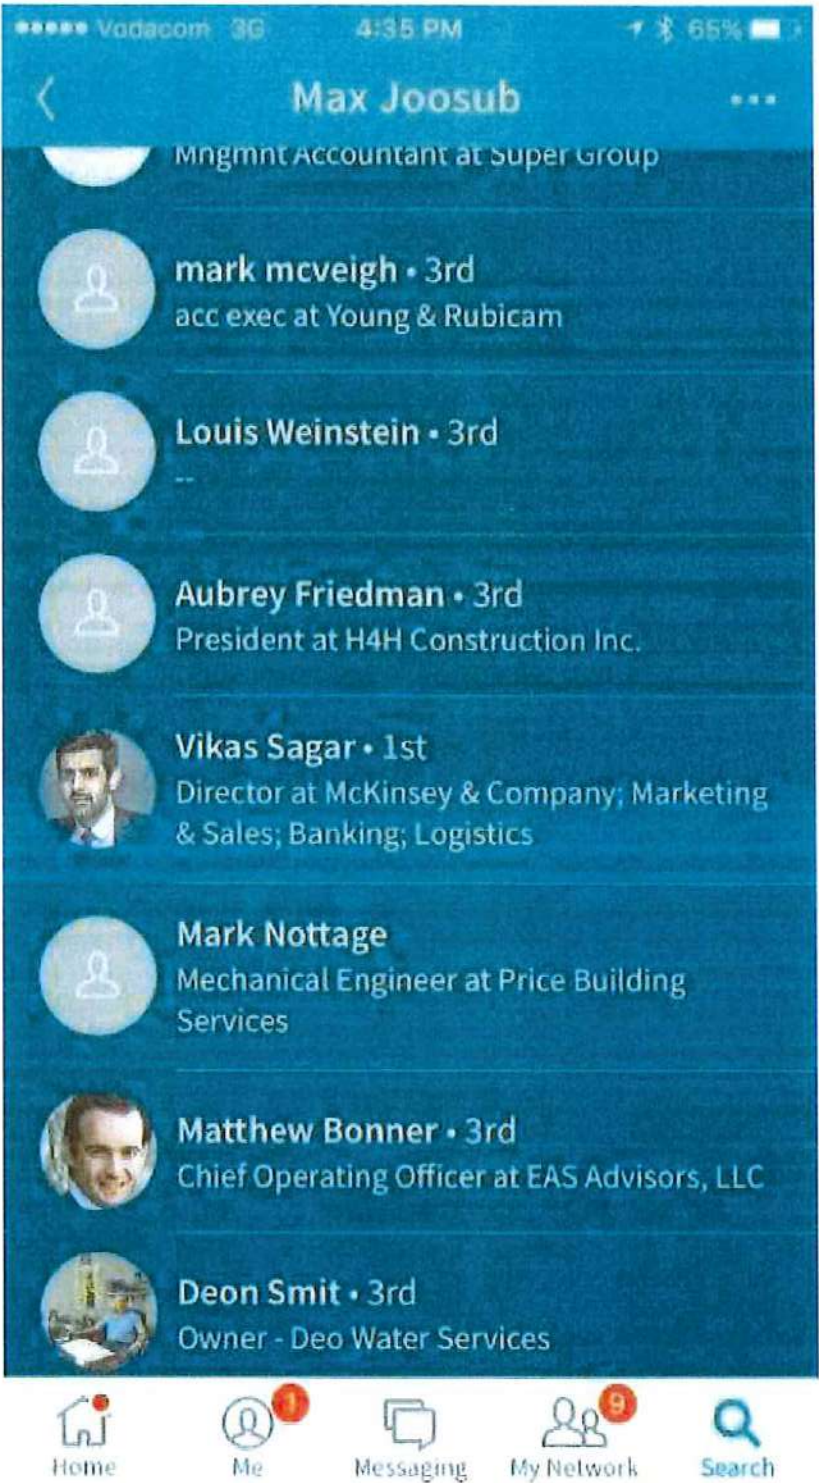 Vodacom 3G 4:35 PM 65%
Max Joosub
Mngmnt Accountant at Super Group
mark mcveigh • 3rd
acc exec at Young & Rubicam
Louis Weinstein • 3rd
--
Aubrey Friedman • 3rd
President at H4H Construction Inc.
Vikas Sagar • 1st
Director at McKinsey & Company; Marketing
& Sales; Banking; Logistics
Mark Nottage
Mechanical Engineer at Price Building
Services
Matthew Bonner • 3rd
Chief Operating Officer at EAS Advisors, LLC
Deon Smit • 3rd
Owner - Deo Water Services
1 9
Home Me Messaging My Network Search